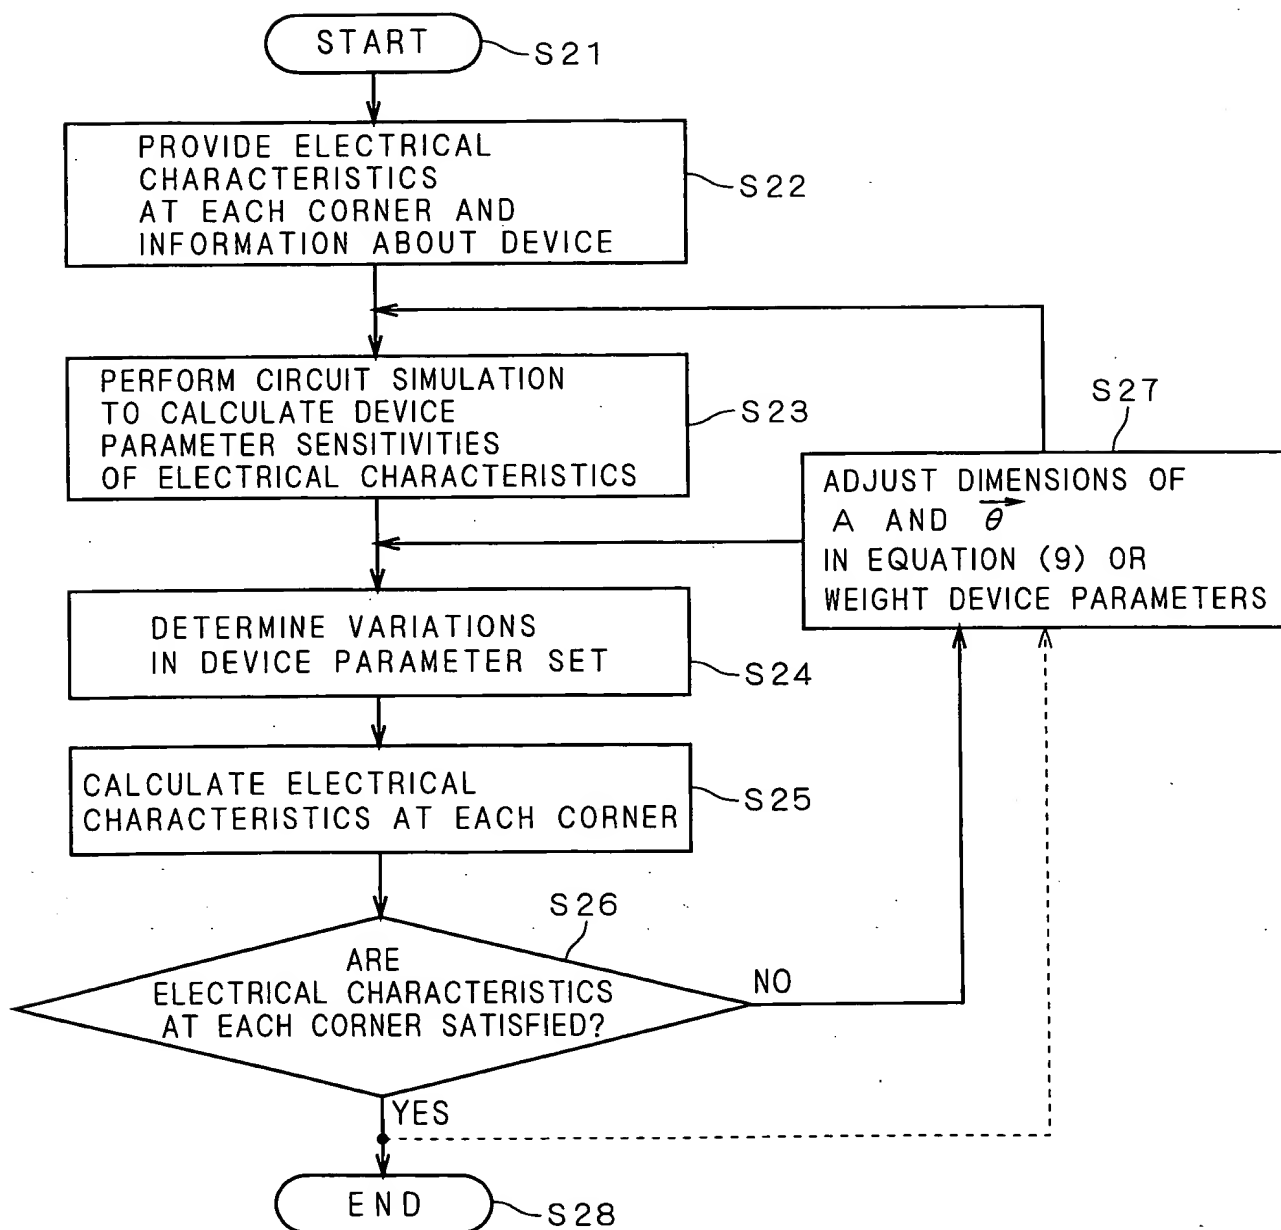 START
S21
PROVIDE ELECTRICAL
CHARACTERISTICS
AT EACH CORNER AND
INFORMATION ABOUT DEVICE
S22
PERFORM CIRCUIT SIMULATION
TO CALCULATE DEVICE
PARAMETER SENSITIVITIES
OF ELECTRICAL CHARACTERISTICS
S23
S27
ADJUST DIMENSIONS OF
A AND θ
IN EQUATION (9) OR
WEIGHT DEVICE PARAMETERS
DETERMINE VARIATIONS
IN DEVICE PARAMETER SET
S24
CALCULATE ELECTRICAL
CHARACTERISTICS AT EACH CORNER
S25
S26
ARE
ELECTRICAL CHARACTERISTICS
AT EACH CORNER SATISFIED?
NO
YES
END
S28